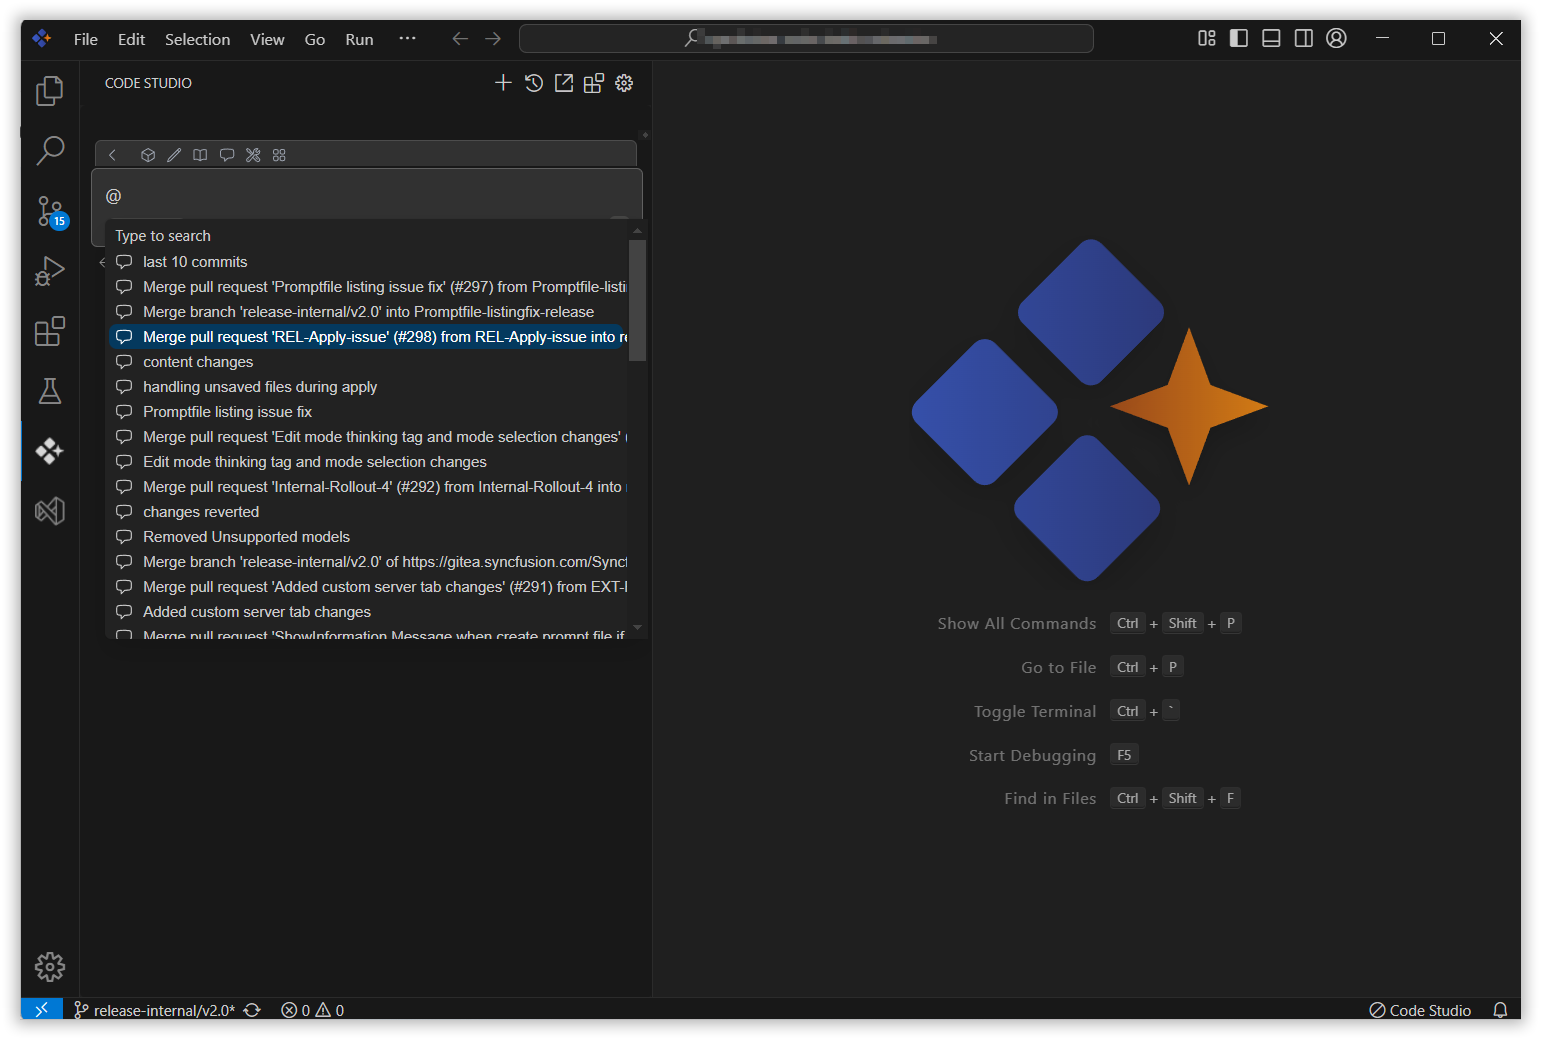 File Edit Selection View Go Run ···
CODE STUDIO
@
Type to search
last 10 commits
Merge pull request 'Promptfile listing issue fix' (#297) from Promptfile-listi
Merge branch 'release-internal/v2.0' into Promptfile-listingfix-release
Merge pull request 'REL-Apply-issue' (#298) from REL-Apply-issue into re
content changes
handling unsaved files during apply
Promptfile listing issue fix
Merge pull request 'Edit mode thinking tag and mode selection changes' (
Edit mode thinking tag and mode selection changes
Merge pull request 'Internal-Rollout-4' (#292) from Internal-Rollout-4 into
changes reverted
Removed Unsupported models
Merge branch 'release-internal/v2.0' of https://gitea.syncfusion.com/Syncf
Merge pull request 'Added custom server tab changes' (#291) from EXT-
Added custom server tab changes
Merge pull request 'ShowInformation Message when create prompt file if
15
Show All Commands Ctrl + Shift + P
Go to File Ctrl + P
Toggle Terminal Ctrl + `
Start Debugging F5
Find in Files Ctrl + Shift + F
release-internal/v2.0* 0 0 Code Studio